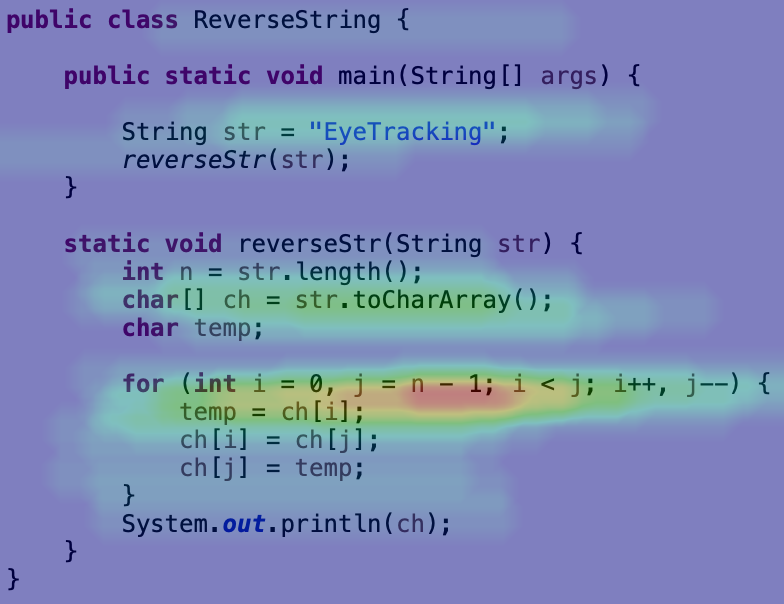 public class ReverseString {
public static void main(String[] args) {
String str = "EyeTracking";
reverseStr(str);
}
static void reverseStr(String str) {
int n = str.length();
char[] ch = str.toCharArray();
char temp;
for (int i = 0, j = n - 1; i < j; i++, j--) {
temp = ch[i];
ch[i] = ch[j];
ch[j] = temp;
}
System.out.println(ch);
}
}